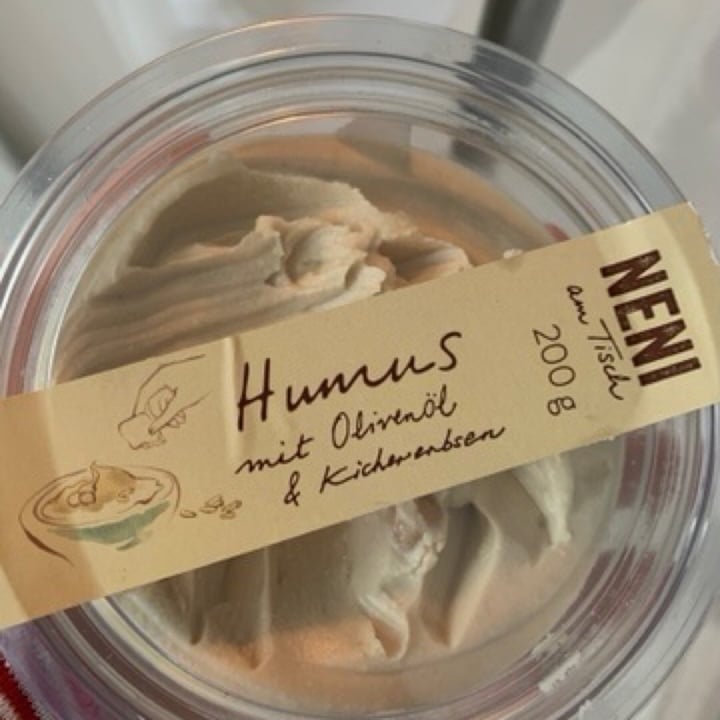 Humus
mit Olivenöl
& Kichererbsen
200 g
NENI
am Tisch